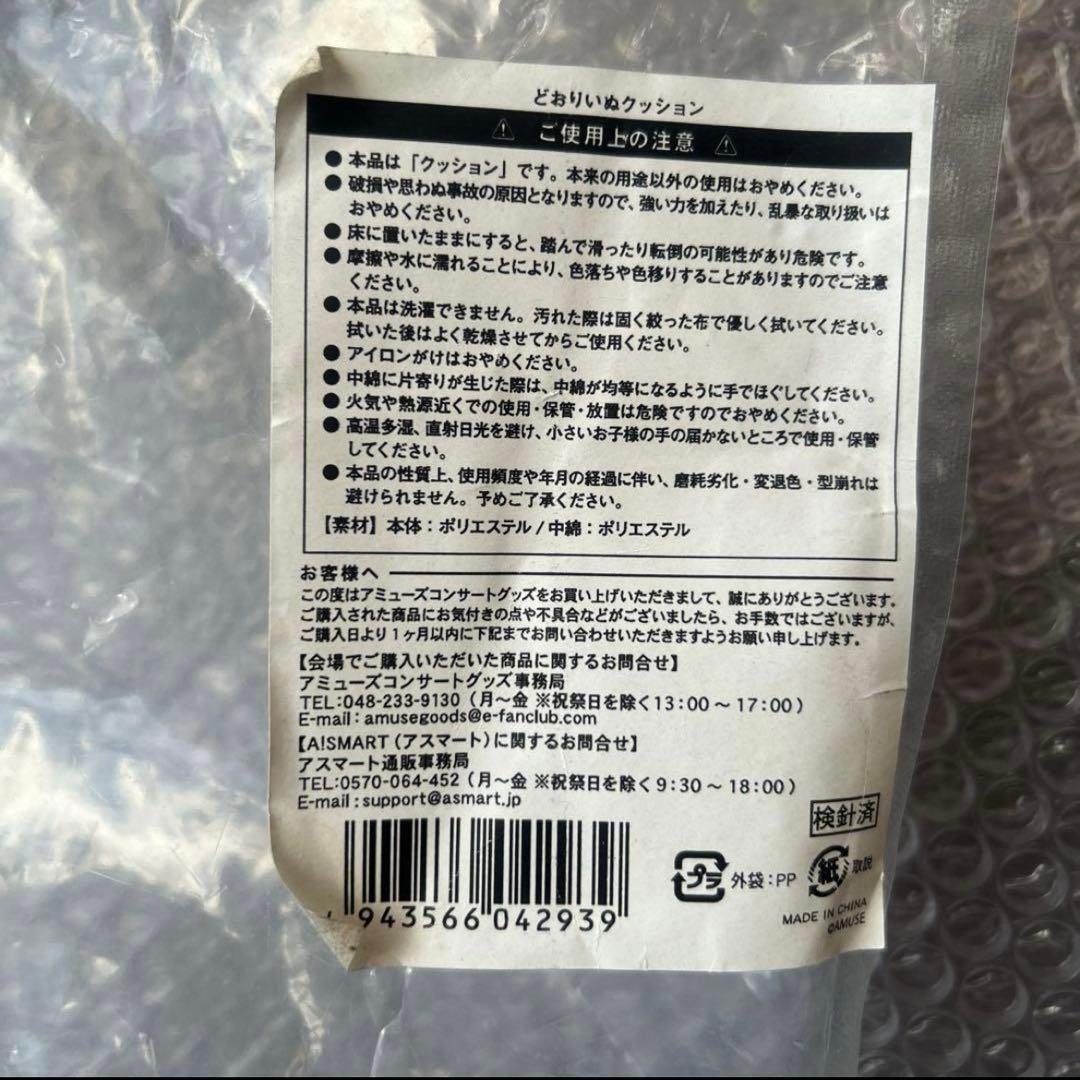 どおりいぬクッション
⚠ ご使用上の注意 ⚠
● 本品は「クッション」です。本来の用途以外の使用はおやめください。
● 破損や思わぬ事故の原因となりますので、強い力を加えたり、乱暴な取り扱いは
おやめください。
● 床に置いたままにすると、踏んで滑ったり転倒の可能性があり危険です。
● 摩擦や水に濡れることにより、色落ちや色移りすることがありますのでご注意
ください。
● 本品は洗濯できません。汚れた際は固く絞った布で優しく拭いてください。
拭いた後はよく乾燥させてからご使用ください。
● アイロンがけはおやめください。
● 中綿に片寄りが生じた際は、中綿が均等になるように手でほぐしてください。
● 火気や熱源近くでの使用・保管・放置は危険ですのでおやめください。
● 高温多湿、直射日光を避け、小さいお子様の手の届かないところで使用・保管
してください。
● 本品の性質上、使用頻度や年月の経過に伴い、磨耗劣化・変退色・型崩れは
避けられません。予めご了承ください。
【素材】本体：ポリエステル / 中綿：ポリエステル
お客様へ
この度はアミューズコンサートグッズをお買い上げいただきまして、誠にありがとうございます。
ご購入された商品にお気付きの点や不具合などがございましたら、お手数ではございますが、
ご購入日より1ヶ月以内に下記までお問い合わせいただきますようお願い申し上げます。
【会場でご購入いただいた商品に関するお問合せ】
アミューズコンサートグッズ事務局
TEL:048-233-9130（月～金 ※祝祭日を除く13:00～17:00）
E-mail：amusegoods@e-fanclub.com
【A!SMART（アスマート）に関するお問合せ】
アスマート通販事務局
TEL:0570-064-452（月～金 ※祝祭日を除く9:30～18:00）
E-mail：support@asmart.jp
検針済
943566 042939
プラ 外袋：PP 紙 取説
MADE IN CHINA
©AMUSE